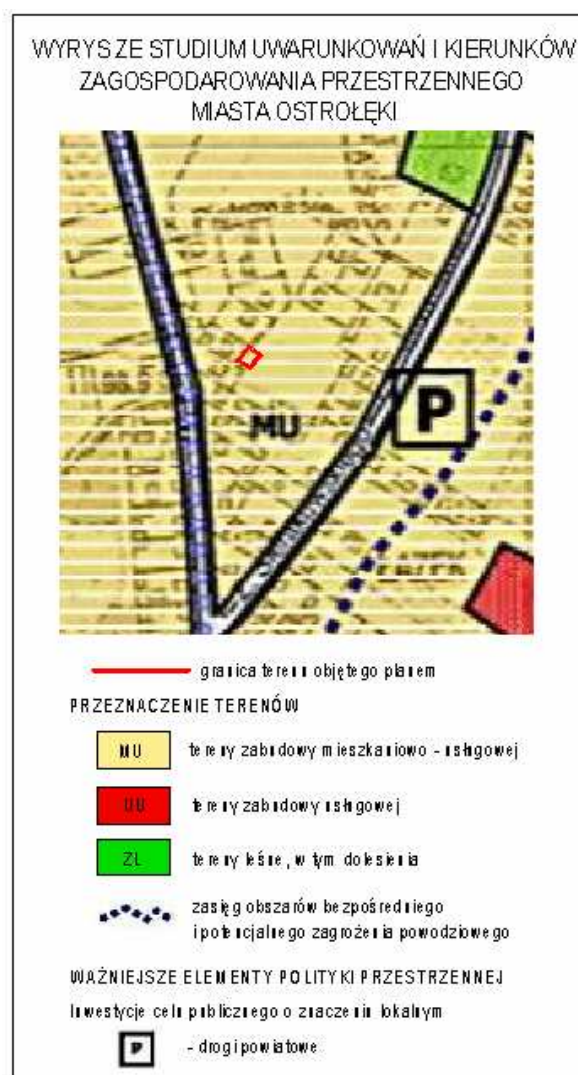 WYRYS ZE STUDIUM UWARUNKOWAŃ I KIERUNKÓW
ZAGOSPODAROWANIA PRZESTRZENNEGO
MIASTA OSTROŁĘKI
P
MU
granica terenu objętego planem
PRZEZNACZENIE TERENÓW
MU tereny zabudowy mieszkaniowo - usługowej
tereny zabudowy usługowej
ZL tereny leśne, w tym dolesienia
zasięg obszarów bezpośredniego
i potencjalnego zagrożenia powodziowego
WAŻNIEJSZE ELEMENTY POLITYKI PRZESTRZENNEJ
Inwestycje celu publicznego o znaczeniu lokalnym
P - drogi powiatowe